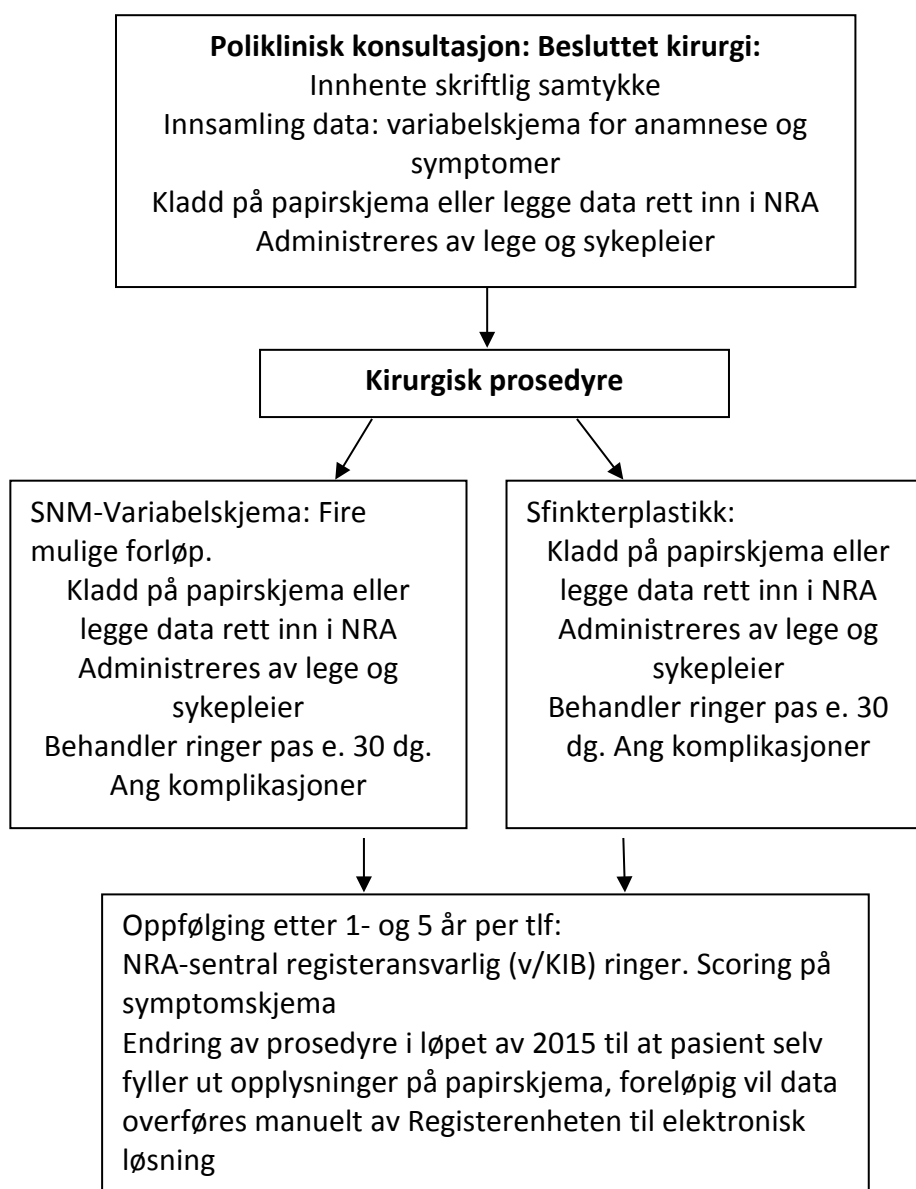 Poliklinisk konsultasjon: Besluttet kirurgi:
Innhente skriftlig samtykke
Innsamling data: variabelskjema for anamnese og
symptomer
Kladd på papirskjema eller legge data rett inn i NRA
Administreres av lege og sykepleier
Kirurgisk prosedyre
SNM-Variabelskjema: Fire
mulige forløp.
Kladd på papirskjema eller
legge data rett inn i NRA
Administreres av lege og
sykepleier
Behandler ringer pas e. 30 dg.
Ang komplikasjoner
Sfinkterplastikk:
Kladd på papirskjema eller
legge data rett inn i NRA
Administreres av lege og
sykepleier
Behandler ringer pas e. 30
dg. Ang komplikasjoner
Oppfølging etter 1- og 5 år per tlf:
NRA-sentral registeransvarlig (v/KIB) ringer. Scoring på
symptomskjema
Endring av prosedyre i løpet av 2015 til at pasient selv
fyller ut opplysninger på papirskjema, foreløpig vil data
overføres manuelt av Registerenheten til elektronisk
løsning